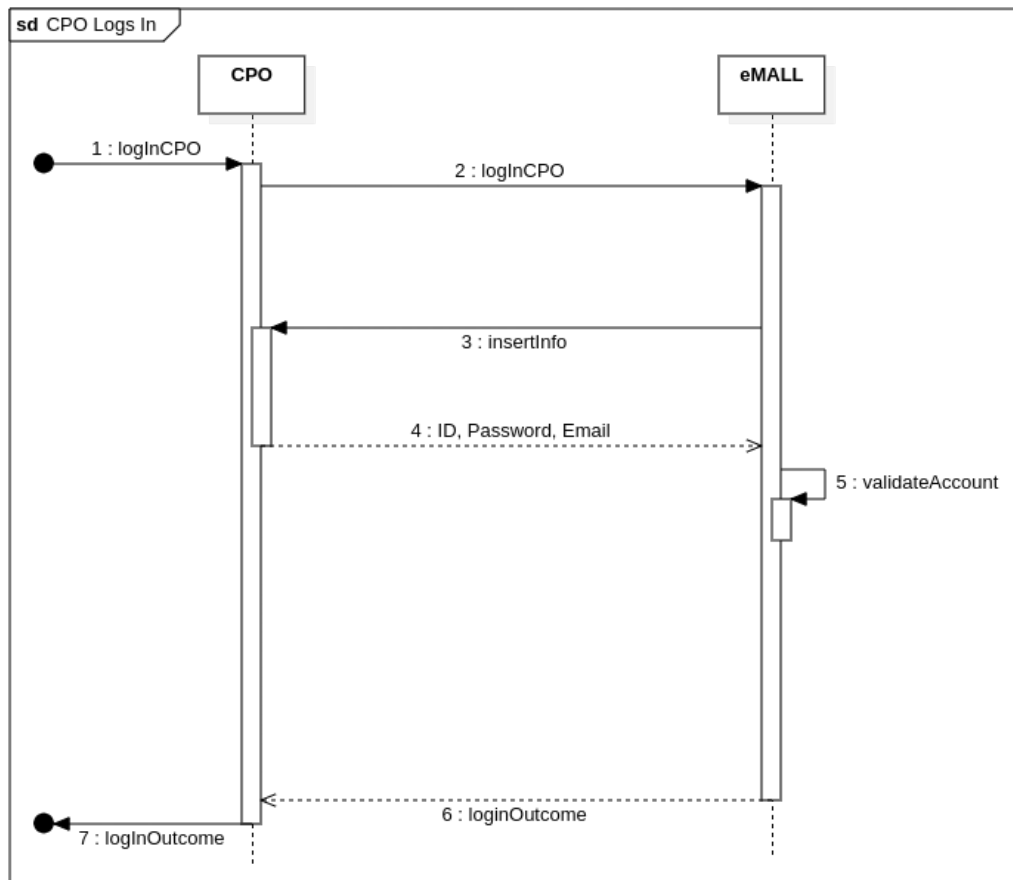 sd CPO Logs In
CPO
eMALL
1 : logInCPO
2 : logInCPO
3 : insertInfo
4 : ID, Password, Email
5 : validateAccount
6 : loginOutcome
7 : logInOutcome